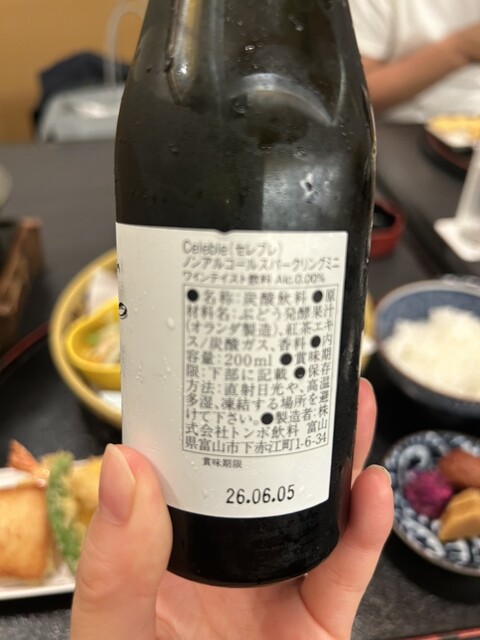 Celeble(セレブレ)
ノンアルコールスパークリングミニ
ワインテイスト飲料 Alc.0.00%
●名称:炭酸飲料●原
材料名:ぶどう発酵果汁
(オランダ製造)、紅茶エキ
ス/炭酸ガス、香料●内
容量:200ml●賞味期
限:下部に記載●保存
方法:直射日光や、高温
多湿、凍結する場所を避
けて下さい。●製造者:株
式会社トンボ飲料 富山
県富山市下赤江町1-6-34
賞味期限
26.06.05